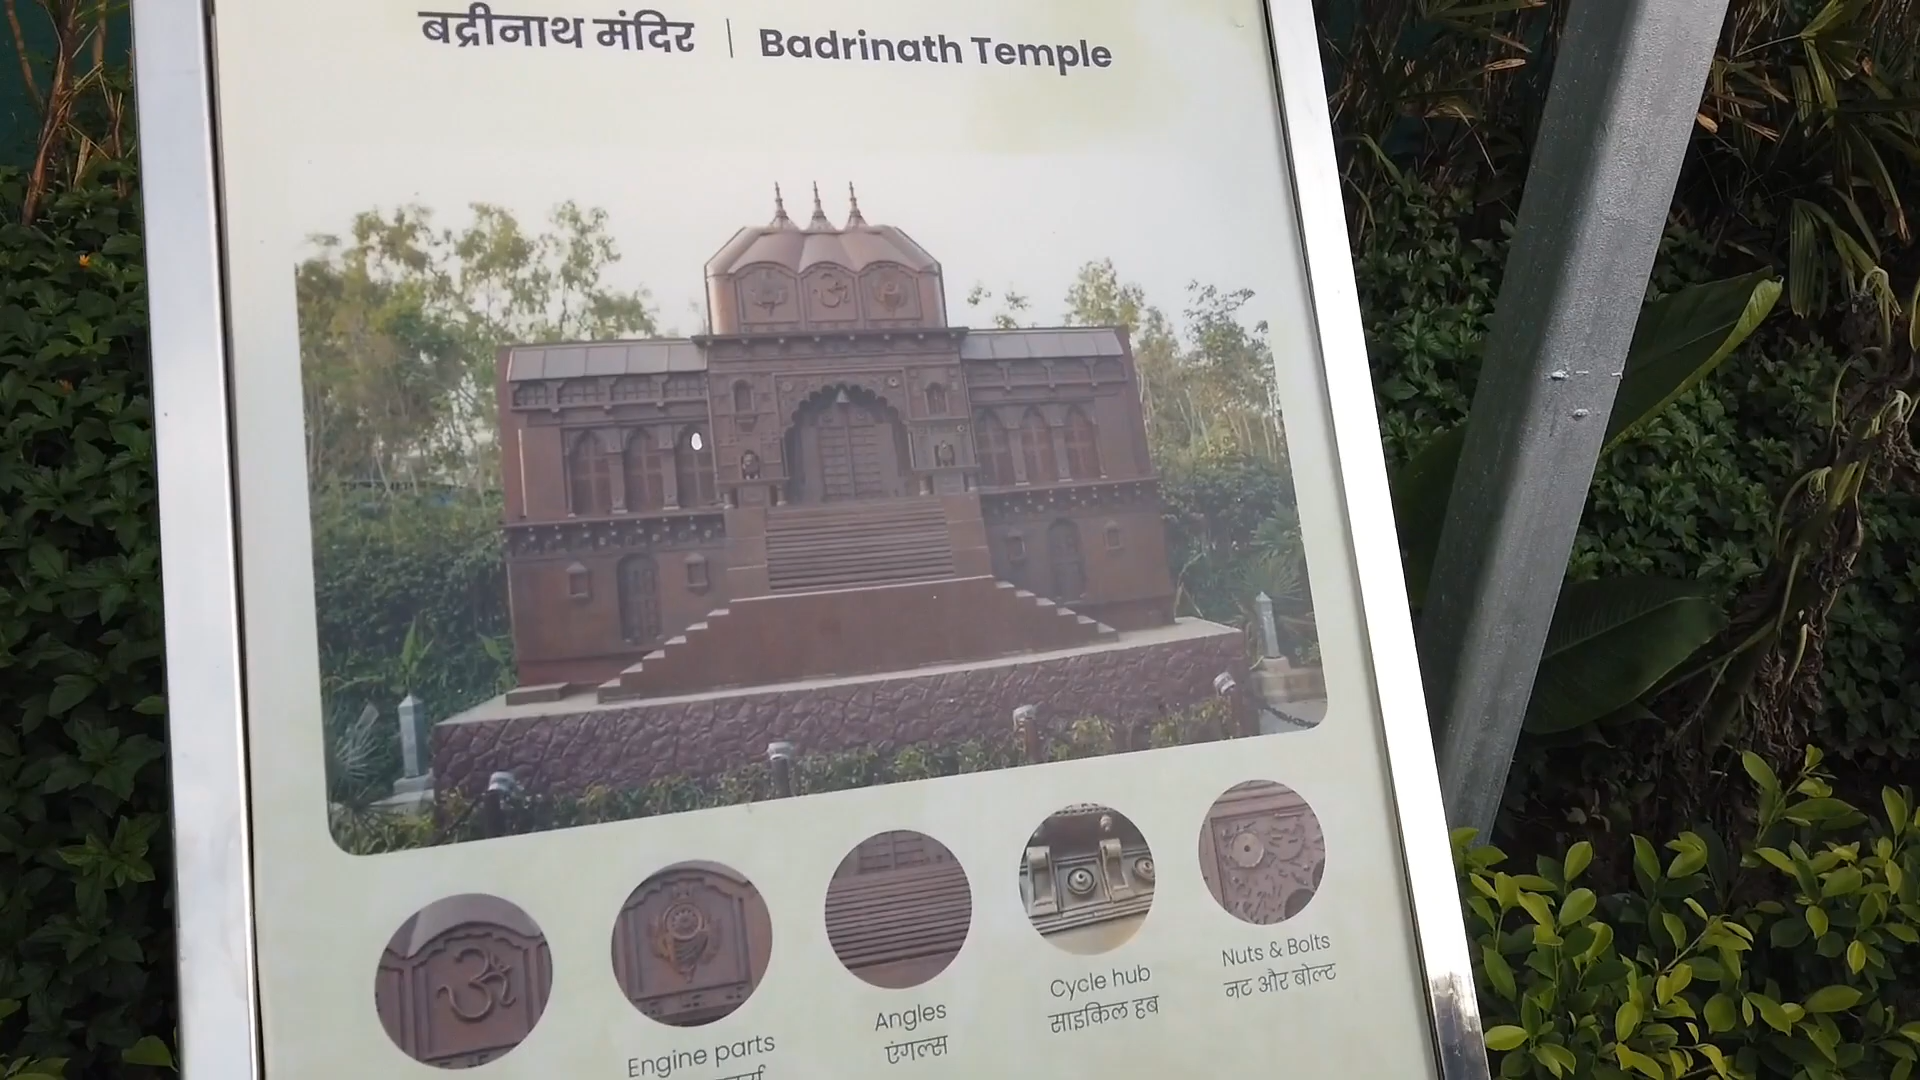 बद्रीनाथ मंदिर | Badrinath Temple
Engine parts
Angles
एंगल्स
Cycle hub
साइकिल हब
Nuts & Bolts
नट और बोल्ट